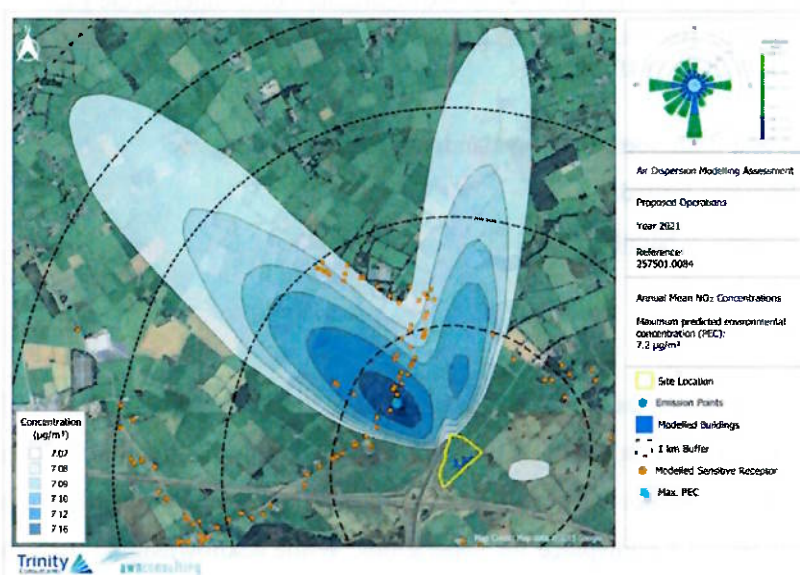 N
Air Dispersion Modelling Assessment
Proposed Operations
Year 2021
Reference:
257501.0084
Annual Mean NO₂ Concentrations
Maximum predicted environmental
concentration (PEC):
7.2 µg/m³
Site Location
Emission Points
Modelled Buildings
1 km Buffer
Modelled Sensitive Receptor
Max. PEC
Concentration
(µg/m³)
7.07
7.08
7.09
7.10
7.12
7.16
Trinity
awnconsulting